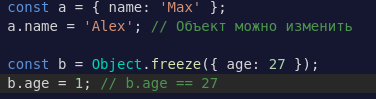 const a = { name: 'Max' };
a.name = 'Alex'; // Объект можно изменить
const b = Object.freeze({ age: 27 });
b.age = 1; // b.age == 27